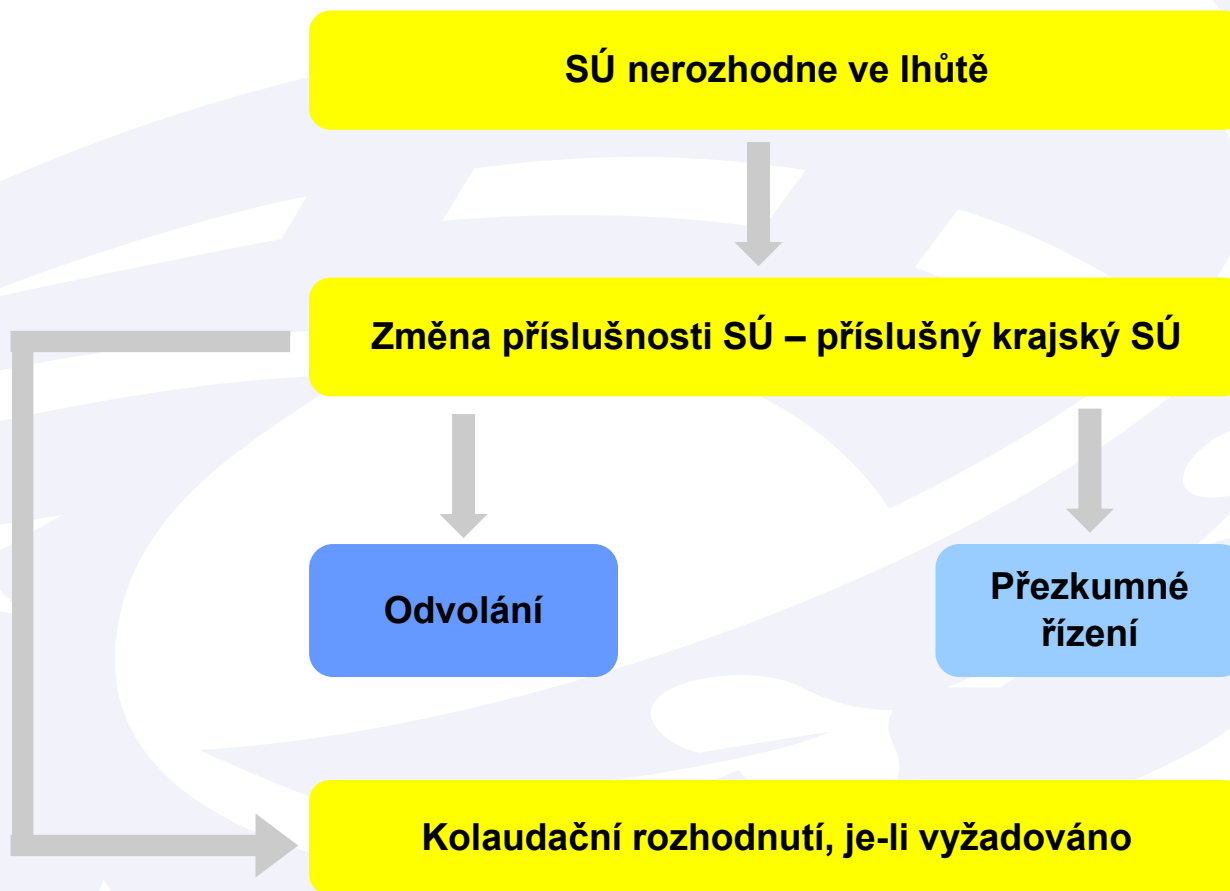 SÚ nerozhodne ve lhůtě
Změna příslušnosti SÚ – příslušný krajský SÚ
Odvolání
Přezkumné
řízení
Kolaudační rozhodnutí, je-li vyžadováno